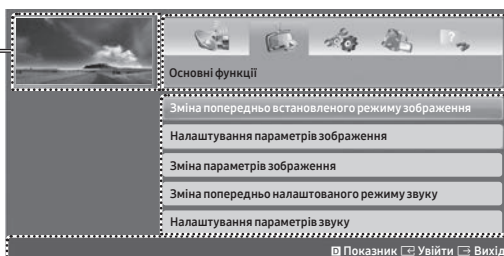 Основні функції
Зміна попередньо встановленого режиму зображення
Налаштування параметрів зображення
Зміна параметрів зображення
Зміна попередньо налаштованого режиму звуку
Налаштування параметрів звуку
D Показник Увійти Вихід